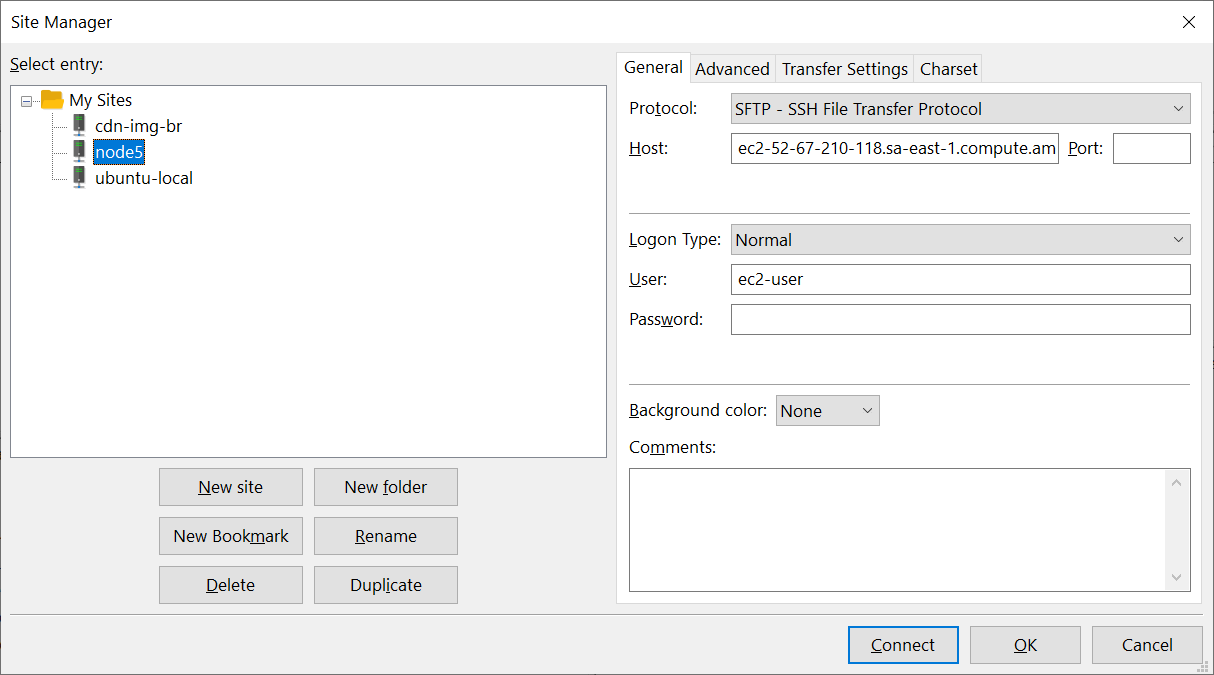 Site Manager
Select entry:
My Sites
cdn-img-br
node5
ubuntu-local
New site
New folder
New Bookmark
Rename
Delete
Duplicate
General
Advanced
Transfer Settings
Charset
Protocol:
SFTP - SSH File Transfer Protocol
Host:
ec2-52-67-210-118.sa-east-1.compute.am
Port:
Logon Type:
Normal
User:
ec2-user
Password:
Background color:
None
Comments:
Connect
OK
Cancel